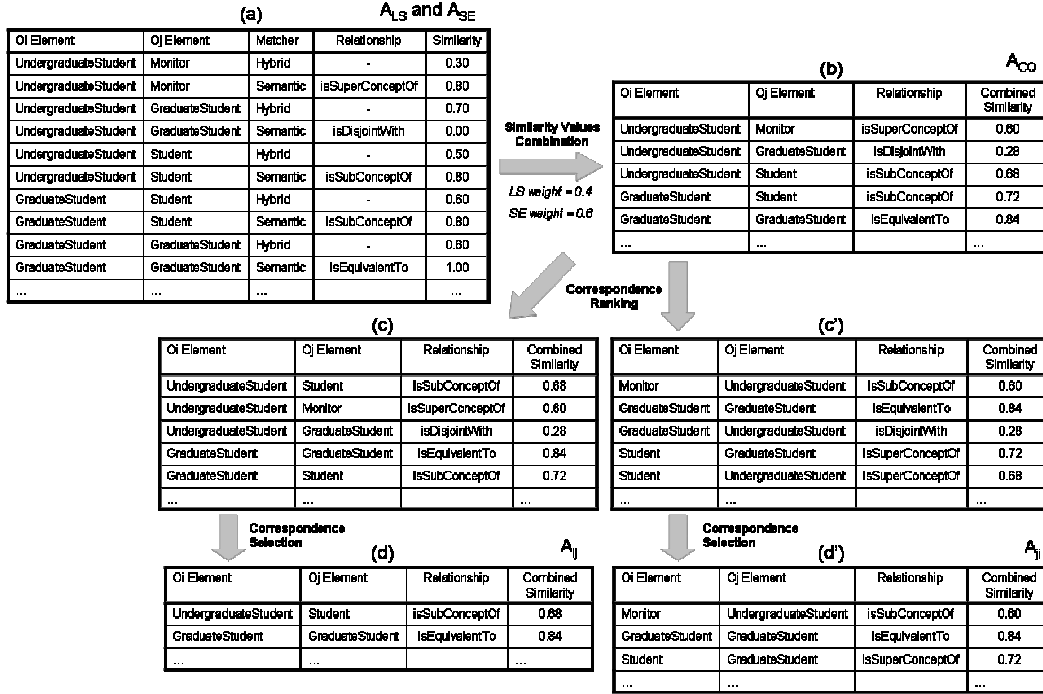 (a) A_LS and A_SE
Oi Element Oj Element Matcher Relationship Similarity
UndergraduateStudent Monitor Hybrid - 0.30
UndergraduateStudent Monitor Semantic isSuperConceptOf 0.80
UndergraduateStudent GraduateStudent Hybrid - 0.70
UndergraduateStudent GraduateStudent Semantic isDisjointWith 0.00
UndergraduateStudent Student Hybrid - 0.50
UndergraduateStudent Student Semantic isSubConceptOf 0.80
GraduateStudent Student Hybrid - 0.60
GraduateStudent Student Semantic isSubConceptOf 0.80
GraduateStudent GraduateStudent Hybrid - 0.60
GraduateStudent GraduateStudent Semantic isEquivalentTo 1.00
... ... ... ...
Similarity Values
Combination
LS weight = 0.4
SE weight = 0.6
(b) A_CO
Oi Element Oj Element Relationship Combined
Similarity
UndergraduateStudent Monitor isSuperConceptOf 0.60
UndergraduateStudent GraduateStudent isDisjointWith 0.28
UndergraduateStudent Student isSubConceptOf 0.68
GraduateStudent Student isSubConceptOf 0.72
GraduateStudent GraduateStudent isEquivalentTo 0.84
... ... ...
Correspondence
Ranking
(c)
Oi Element Oj Element Relationship Combined
Similarity
UndergraduateStudent Student isSubConceptOf 0.68
UndergraduateStudent Monitor isSuperConceptOf 0.60
UndergraduateStudent GraduateStudent isDisjointWith 0.28
GraduateStudent GraduateStudent isEquivalentTo 0.84
GraduateStudent Student isSubConceptOf 0.72
... ... ...
(c')
Oi Element Oj Element Relationship Combined
Similarity
Monitor UndergraduateStudent isSubConceptOf 0.60
GraduateStudent GraduateStudent isEquivalentTo 0.84
GraduateStudent UndergraduateStudent isDisjointWith 0.28
Student GraduateStudent isSuperConceptOf 0.72
Student UndergraduateStudent isSuperConceptOf 0.68
... ... ...
Correspondence
Selection
(d) A_ij
Oi Element Oj Element Relationship Combined
Similarity
UndergraduateStudent Student isSubConceptOf 0.68
GraduateStudent GraduateStudent isEquivalentTo 0.84
... ... ...
Correspondence
Selection
(d') A_ji
Oi Element Oj Element Relationship Combined
Similarity
Monitor UndergraduateStudent isSubConceptOf 0.60
GraduateStudent GraduateStudent isEquivalentTo 0.84
Student GraduateStudent isSuperConceptOf 0.72
... ... ...